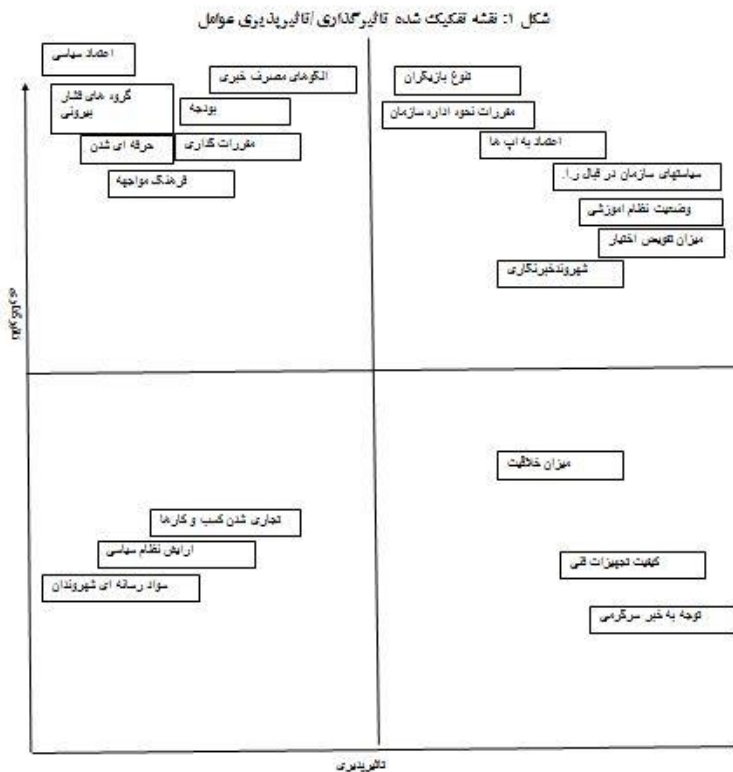 شکل ۱: نقشه تفکیک شده تاثیرگذاری/تاثیرپذیری عوامل
تنوع بازیگران
مقررات نحوه اداره سازمان
اعتماد به اپ ها
سیاستهای سازمان در قبال ر.ا.
وضعیت نظام اموزشی
میزان تفویض اختیار
شهروندخبرنگاری
اعتماد سیاسی
الگوهای مصرف خبری
گروه های فشار
بیرونی
بودجه
حرفه ای شدن
مقررات گذاری
فرهنگ مواجهه
میزان خلاقیت
کیفیت تجهیزات فنی
توجه به خبر سرگرمی
تجاری شدن کسب و کارها
ارایش نظام سیاسی
سواد رسانه ای شهروندان
تاثیرپذیری